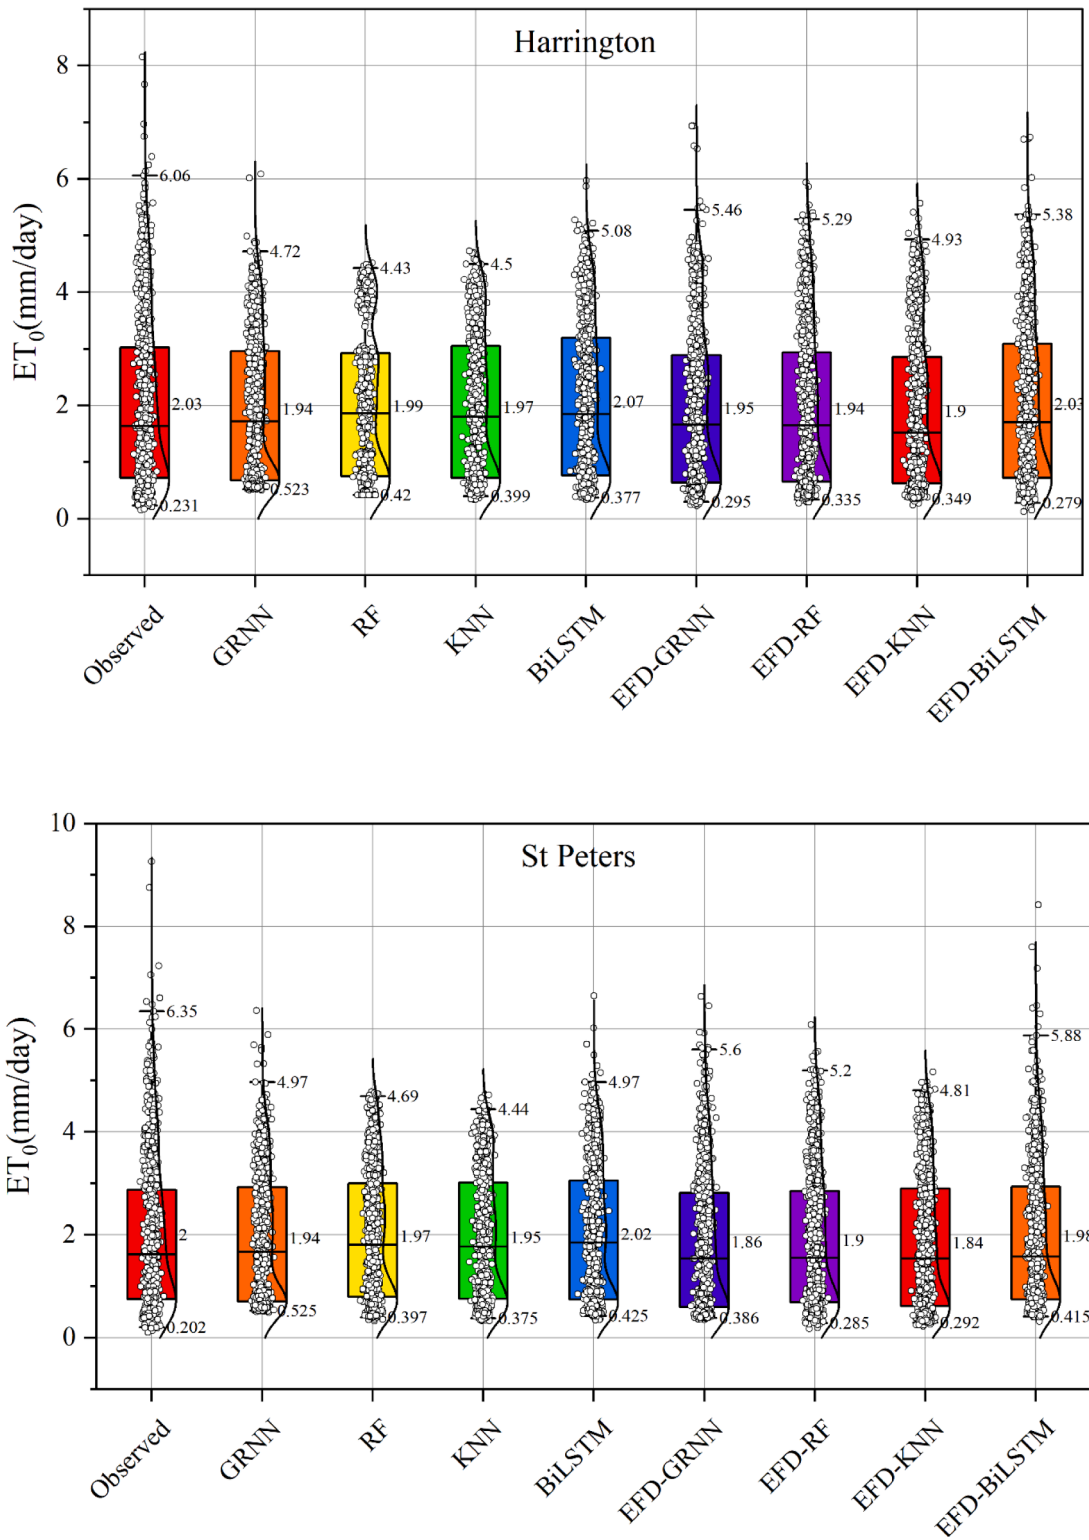 Harrington
ET0(mm/day)
8
6
4
2
0
6.06
4.72
4.43
4.5
5.08
5.46
5.29
4.93
5.38
2.03
1.94
1.99
1.97
2.07
1.95
1.94
1.9
2.03
0.231
0.523
0.42
0.399
0.377
0.295
0.335
0.349
0.279
Observed
GRNN
RF
KNN
BiLSTM
EFD-GRNN
EFD-RF
EFD-KNN
EFD-BiLSTM
St Peters
ET0(mm/day)
10
8
6
4
2
0
6.35
4.97
4.69
4.44
4.97
5.6
5.2
4.81
5.88
2
1.94
1.97
1.95
2.02
1.86
1.9
1.84
1.98
0.202
0.525
0.397
0.375
0.425
0.386
0.285
0.292
0.415
Observed
GRNN
RF
KNN
BiLSTM
EFD-GRNN
EFD-RF
EFD-KNN
EFD-BiLSTM